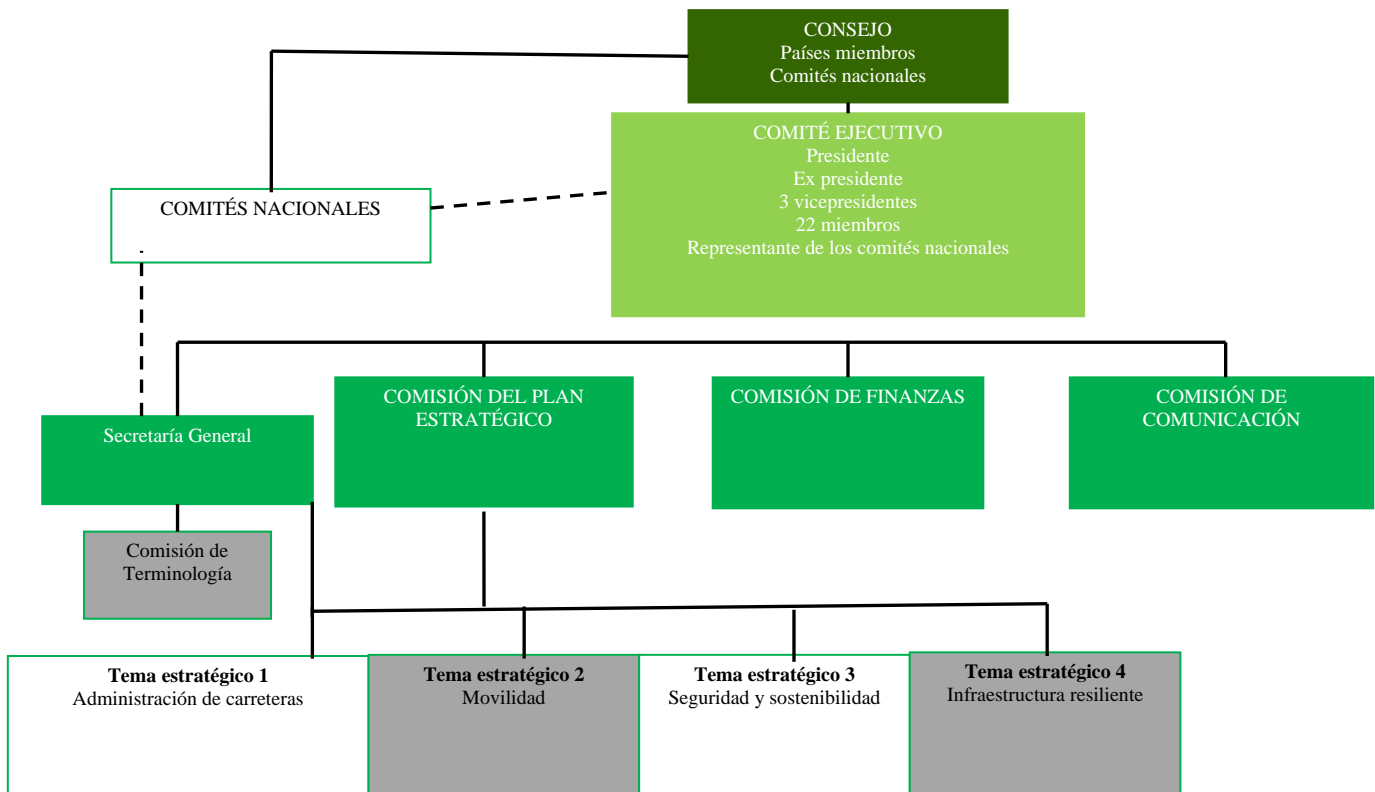 CONSEJO
Países miembros
Comités nacionales
COMITÉ EJECUTIVO
Presidente
Ex presidente
3 vicepresidentes
22 miembros
Representante de los comités nacionales
COMITÉS NACIONALES
COMISIÓN DEL PLAN
ESTRATÉGICO
COMISIÓN DE FINANZAS
COMISIÓN DE
COMUNICACIÓN
Secretaría General
Comisión de
Terminología
Tema estratégico 1
Administración de carreteras
Tema estratégico 2
Movilidad
Tema estratégico 3
Seguridad y sostenibilidad
Tema estratégico 4
Infraestructura resiliente